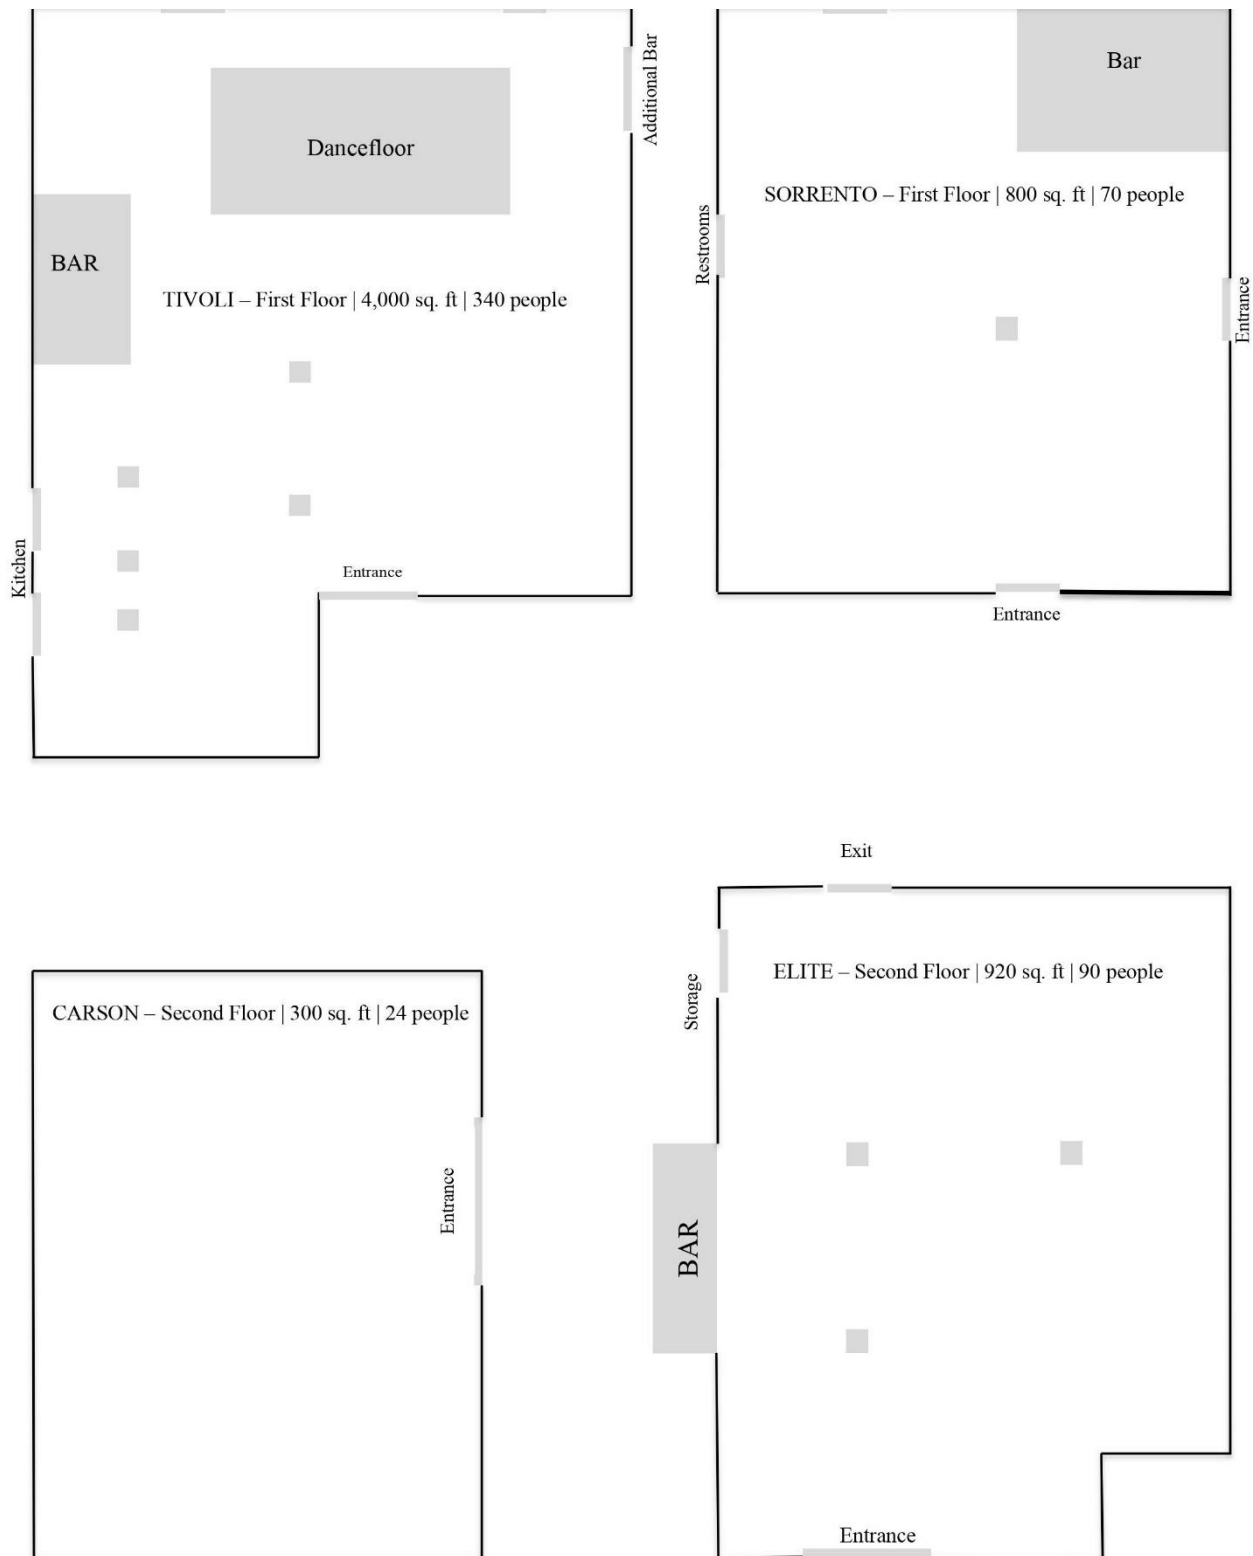 Additional Bar
Dancefloor
BAR
TIVOLI – First Floor | 4,000 sq. ft | 340 people
Kitchen
Entrance
Bar
SORRENTO – First Floor | 800 sq. ft | 70 people
Restrooms
Entrance
Entrance
CARSON – Second Floor | 300 sq. ft | 24 people
Entrance
Exit
ELITE – Second Floor | 920 sq. ft | 90 people
Storage
BAR
Entrance